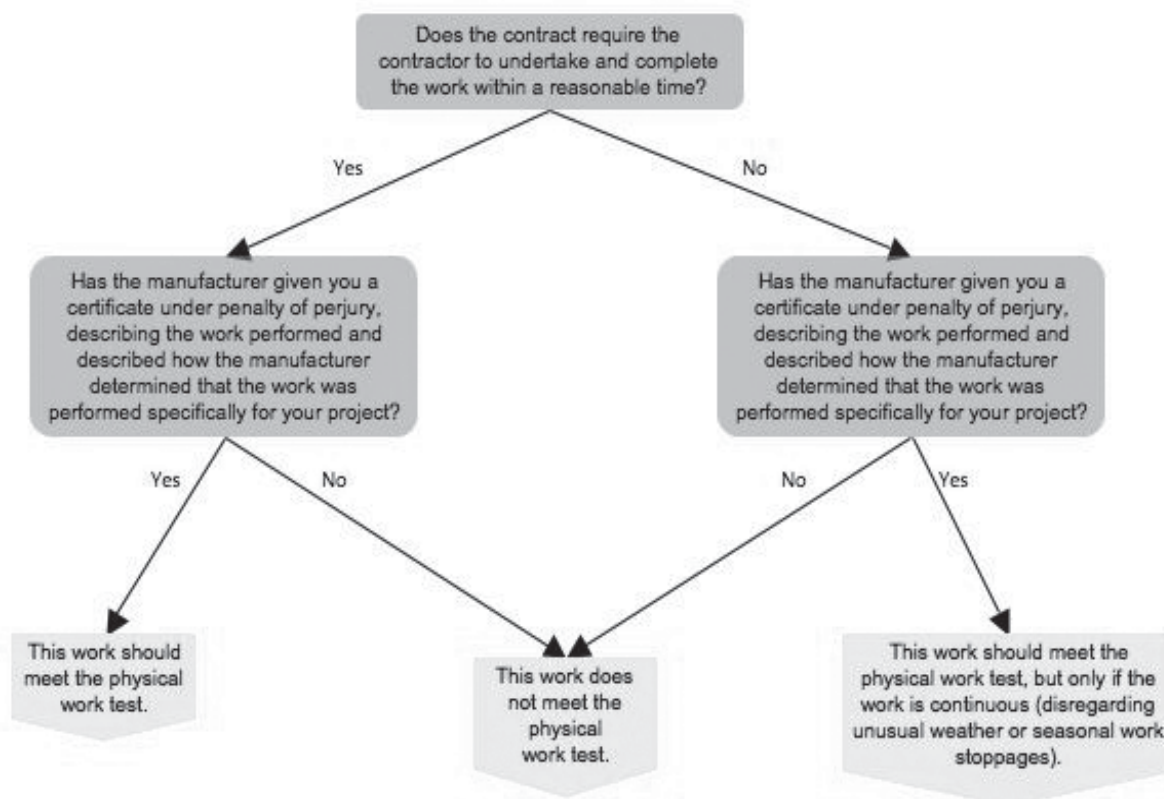 Does the contract require the
contractor to undertake and complete
the work within a reasonable time?
Yes
No
Has the manufacturer given you a
certificate under penalty of perjury,
describing the work performed and
described how the manufacturer
determined that the work was
performed specifically for your project?
Has the manufacturer given you a
certificate under penalty of perjury,
describing the work performed and
described how the manufacturer
determined that the work was
performed specifically for your project?
Yes
No
No
Yes
This work should
meet the physical
work test.
This work does
not meet the
physical
work test.
This work should meet the
physical work test, but only if the
work is continuous (disregarding
unusual weather or seasonal work
stoppages).